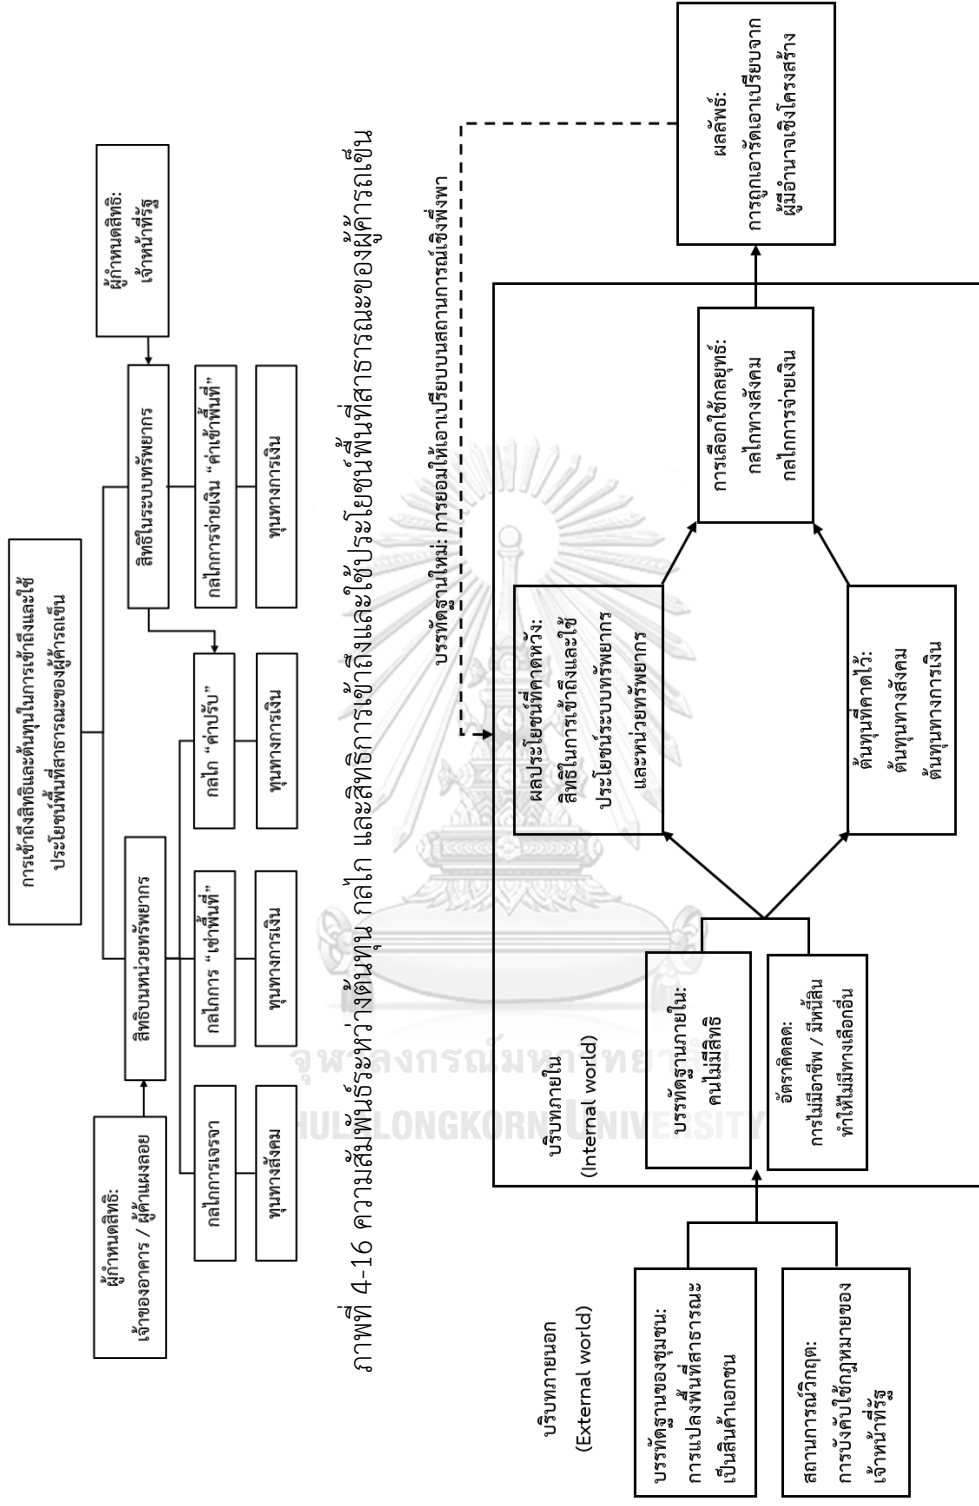 การเข้าถึงสิทธิและต้นทุนในการเข้าถึงและใช้
ประโยชน์พื้นที่สาธารณะของผู้ค้ารถเข็น
ผู้กำหนดสิทธิ:
เจ้าของอาคาร / ผู้ค้าแผงลอย
สิทธิบนหน่วยทรัพยากร
สิทธิในระบบทรัพยากร
ผู้กำหนดสิทธิ:
เจ้าหน้าที่รัฐ
กลไกการเจรจา
กลไกการ “เช่าพื้นที่”
กลไก “ค่าปรับ”
กลไกการจ่ายเงิน “ค่าเข้าพื้นที่”
ทุนทางสังคม
ทุนทางการเงิน
ทุนทางการเงิน
ทุนทางการเงิน
ภาพที่ 4-16 ความสัมพันธ์ระหว่างต้นทุน กลไก และสิทธิการเข้าถึงและใช้ประโยชน์พื้นที่สาธารณะของผู้ค้ารถเข็น
บรรทัดฐานใหม่: การยอมให้เอาเปรียบบนสถานการณ์เชิงพึ่งพา
บริบทภายนอก
(External world)
บริบทภายใน
(Internal world)
บรรทัดฐานของชุมชน:
การแปลงพื้นที่สาธารณะ
เป็นสินค้าเอกชน
สถานการณ์วิกฤต:
การบังคับใช้กฎหมายของ
เจ้าหน้าที่รัฐ
บรรทัดฐานภายใน:
คนไม่มีสิทธิ
อัตราคิดลด:
การไม่มีอาชีพ / มีหนี้สิน
ทำให้ไม่มีทางเลือกอื่น
ผลประโยชน์ที่คาดหวัง:
สิทธิในการเข้าถึงและใช้
ประโยชน์ระบบทรัพยากร
และหน่วยทรัพยากร
ต้นทุนที่คาดไว้:
ต้นทุนทางสังคม
ต้นทุนทางการเงิน
การเลือกใช้กลยุทธ์:
กลไกทางสังคม
กลไกการจ่ายเงิน
ผลลัพธ์:
การถูกเอารัดเอาเปรียบจาก
ผู้มีอำนาจเชิงโครงสร้าง
จุฬาลงกรณ์มหาวิทยาลัย
HULALONGKORN UNIVERSITY